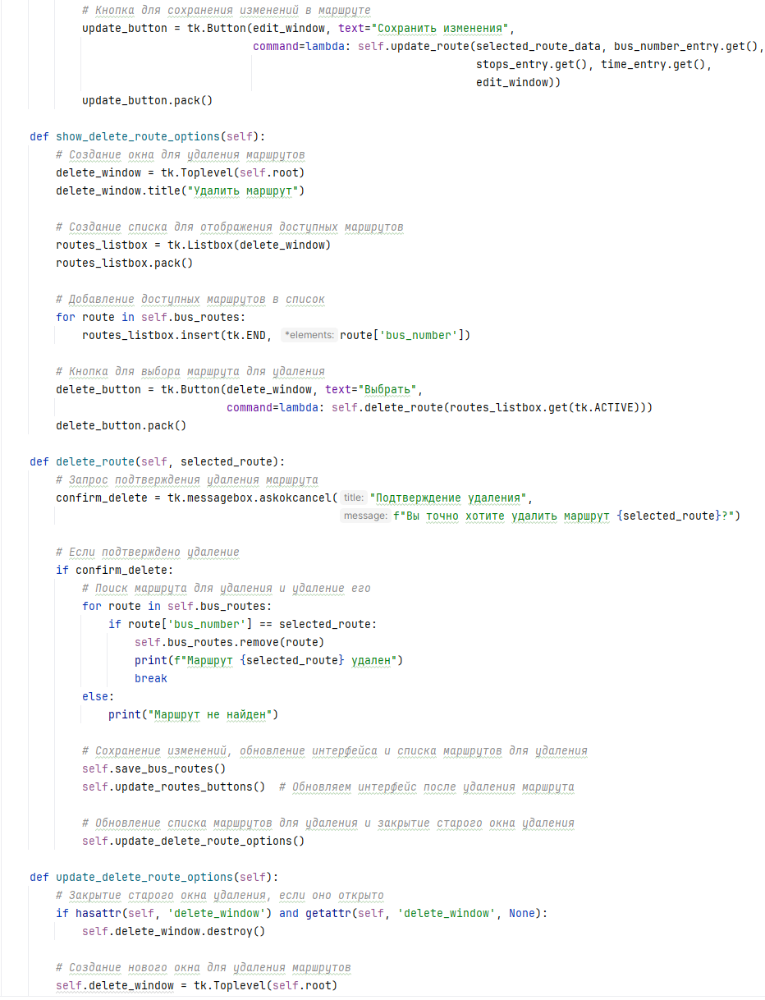 # Кнопка для сохранения изменений в маршруте
update_button = tk.Button(edit_window, text="Сохранить изменения",
command=lambda: self.update_route(selected_route_data, bus_number_entry.get(),
stops_entry.get(), time_entry.get(),
edit_window))
update_button.pack()
def show_delete_route_options(self):
# Создание окна для удаления маршрутов
delete_window = tk.Toplevel(self.root)
delete_window.title("Удалить маршрут")
# Создание списка для отображения доступных маршрутов
routes_listbox = tk.Listbox(delete_window)
routes_listbox.pack()
# Добавление доступных маршрутов в список
for route in self.bus_routes:
routes_listbox.insert(tk.END, *elements: route['bus_number'])
# Кнопка для выбора маршрута для удаления
delete_button = tk.Button(delete_window, text="Выбрать",
command=lambda: self.delete_route(routes_listbox.get(tk.ACTIVE)))
delete_button.pack()
def delete_route(self, selected_route):
# Запрос подтверждения удаления маршрута
confirm_delete = tk.messagebox.askokcancel( title: "Подтверждение удаления",
message: f"Вы точно хотите удалить маршрут {selected_route}?")
# Если подтверждено удаление
if confirm_delete:
# Поиск маршрута для удаления и удаление его
for route in self.bus_routes:
if route['bus_number'] == selected_route:
self.bus_routes.remove(route)
print(f"Маршрут {selected_route} удален")
break
else:
print("Маршрут не найден")
# Сохранение изменений, обновление интерфейса и списка маршрутов для удаления
self.save_bus_routes()
self.update_routes_buttons()  # Обновляем интерфейс после удаления маршрута
# Обновление списка маршрутов для удаления и закрытие старого окна удаления
self.update_delete_route_options()
def update_delete_route_options(self):
# Закрытие старого окна удаления, если оно открыто
if hasattr(self, 'delete_window') and getattr(self, 'delete_window', None):
self.delete_window.destroy()
# Создание нового окна для удаления маршрутов
self.delete_window = tk.Toplevel(self.root)